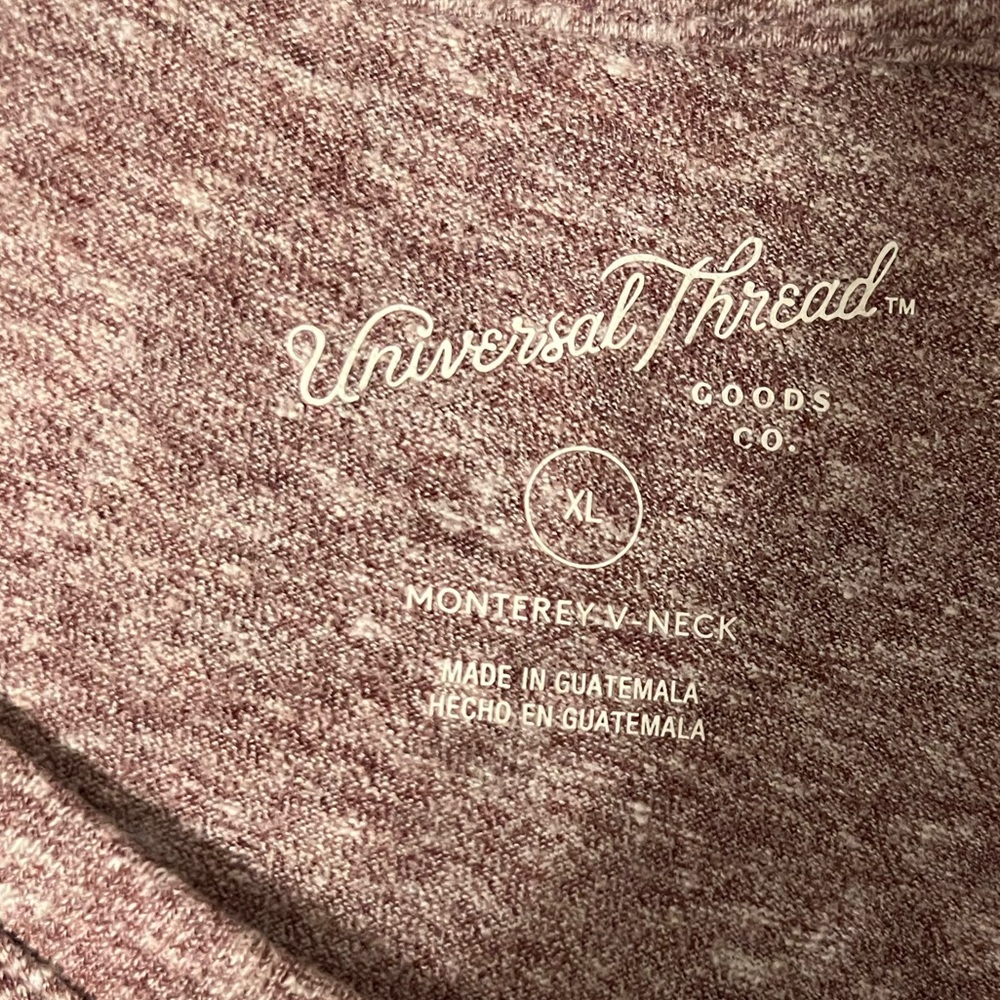 Universal Thread™
GOODS
CO.
XL
MONTEREY V-NECK
MADE IN GUATEMALA
HECHO EN GUATEMALA